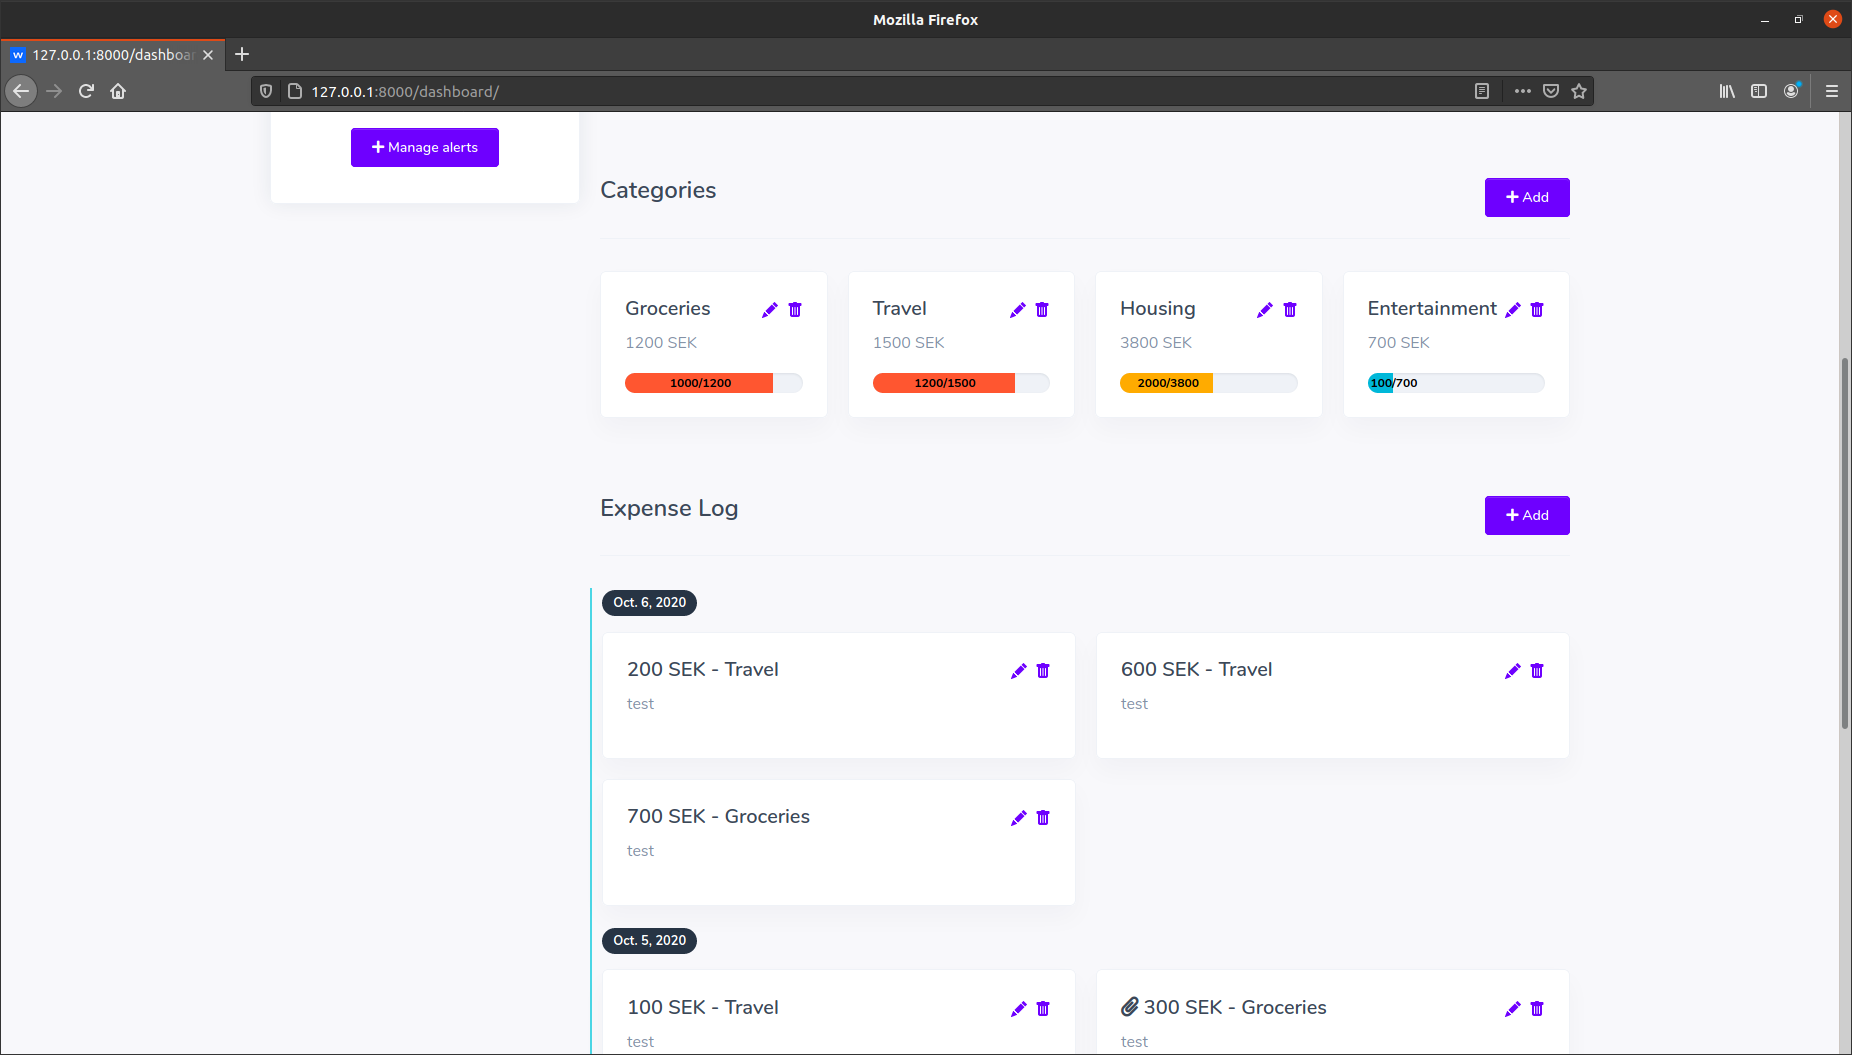 Mozilla Firefox
127.0.0.1:8000/dashboar
127.0.0.1:8000/dashboard/
Manage alerts
Categories
Add
Groceries
1200 SEK
1000/1200
Travel
1500 SEK
1200/1500
Housing
3800 SEK
2000/3800
Entertainment
700 SEK
100/700
Expense Log
Add
Oct. 6, 2020
200 SEK - Travel
test
600 SEK - Travel
test
700 SEK - Groceries
test
Oct. 5, 2020
100 SEK - Travel
test
300 SEK - Groceries
test